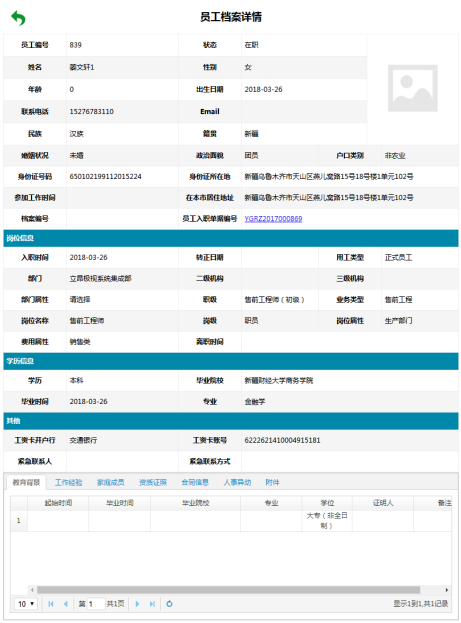 员工档案详情
员工编号 839 状态 在职
姓名 蒌文轩1 性别 女
年龄 0 出生日期 2018-03-26
联系电话 15276783110 Email
民族 汉族 籍贯 新疆
婚姻状况 未婚 政治面貌 团员 户口类别 非农业
身份证号码 650102199112015224 身份证所在地 新疆乌鲁木齐市天山区燕儿窝路15号18号楼1单元102号
参加工作时间 在本市居住地址 新疆乌鲁木齐市天山区燕儿窝路15号18号楼1单元102号
档案编号 员工入职单据编号 YGRZ2017000869
岗位信息
入职时间 2018-03-26 转正日期 用工类型 正式员工
部门 立昂极视系统集成部 二级机构 三级机构
部门属性 请选择 职级 售前工程师（初级） 业务类型 售前工程
岗位名称 售前工程师 岗级 职员 岗位属性 生产部门
费用属性 销售类 离职时间
学历信息
学历 本科 毕业院校 新疆财经大学商务学院
毕业时间 2018-03-26 专业 金融学
其他
工资卡开户行 交通银行 工资卡账号 6222621410004915181
紧急联系人 紧急联系方式
教育背景 工作经验 家庭成员 资质证照 合同信息 人事异动 附件
起始时间 毕业时间 毕业院校 专业 学位 证明人 备注
1 大专（非全日
制）
10 第 1 共1页 显示1到1,共1记录